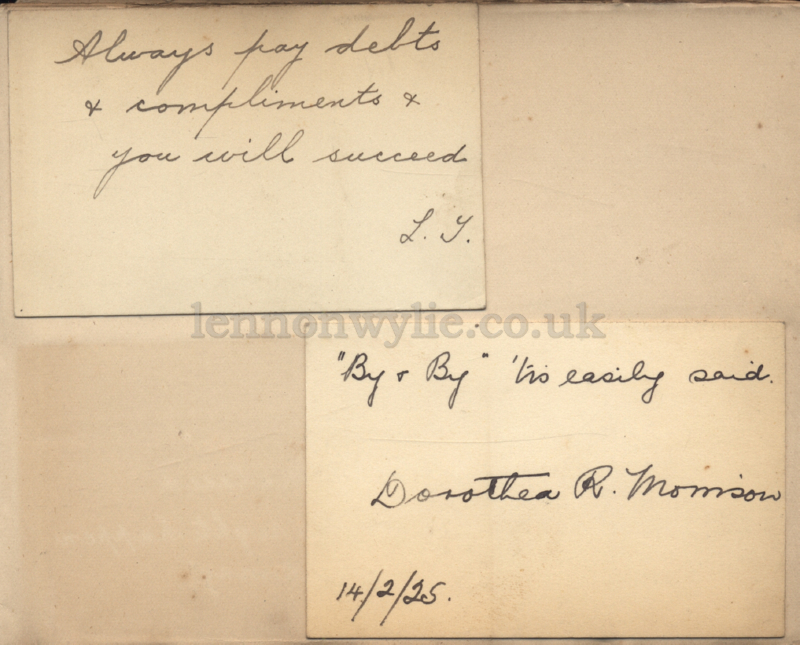 Always pay debts
& compliments &
you will succeed
L. Y.
lennonwylie.co.uk
"By & By" 'tis easily said.
Dorothea R. Morrison
14/2/25.